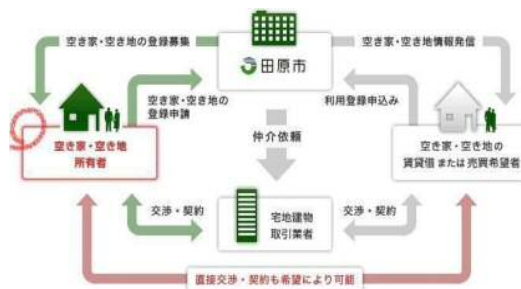 空き家・空き地の登録募集
空き家・空き地情報発信
田原市
空き家・空き地の
登録申請
利用登録申込み
仲介依頼
空き家・空き地
所有者
空き家・空き地の
賃貸借 または 売買希望者
宅地建物
取引業者
交渉・契約
交渉・契約
直接交渉・契約も希望により可能